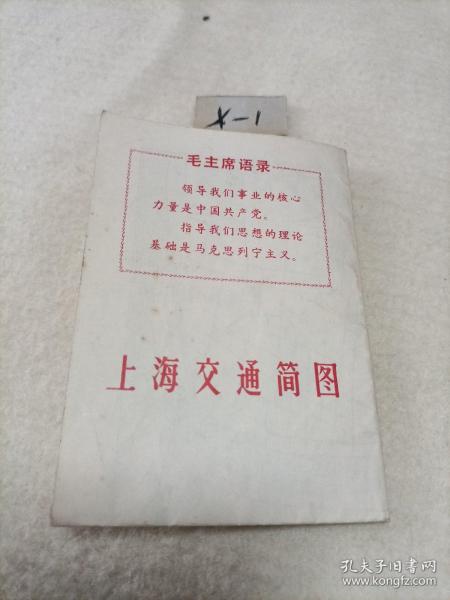 X-1
毛主席语录
领导我们事业的核心
力量是中国共产党。
指导我们思想的理论
基础是马克思列宁主义。
上海交通简图
孔夫子旧书网
www.kongfz.com